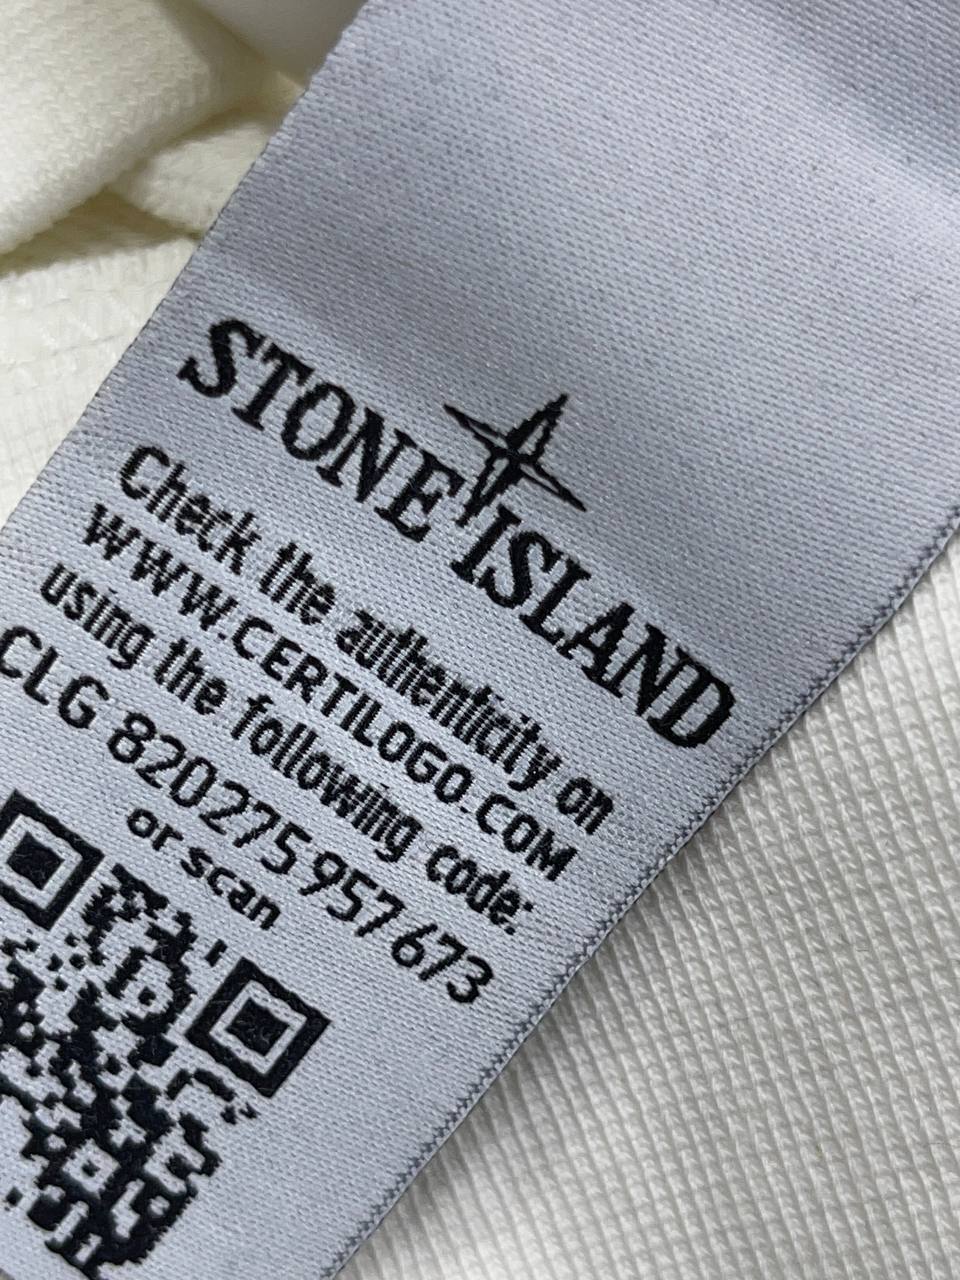 STONE ISLAND
Check the authenticity on
WWW.CERTILOGO.COM
using the following code:
CLG 820275957673
or scan